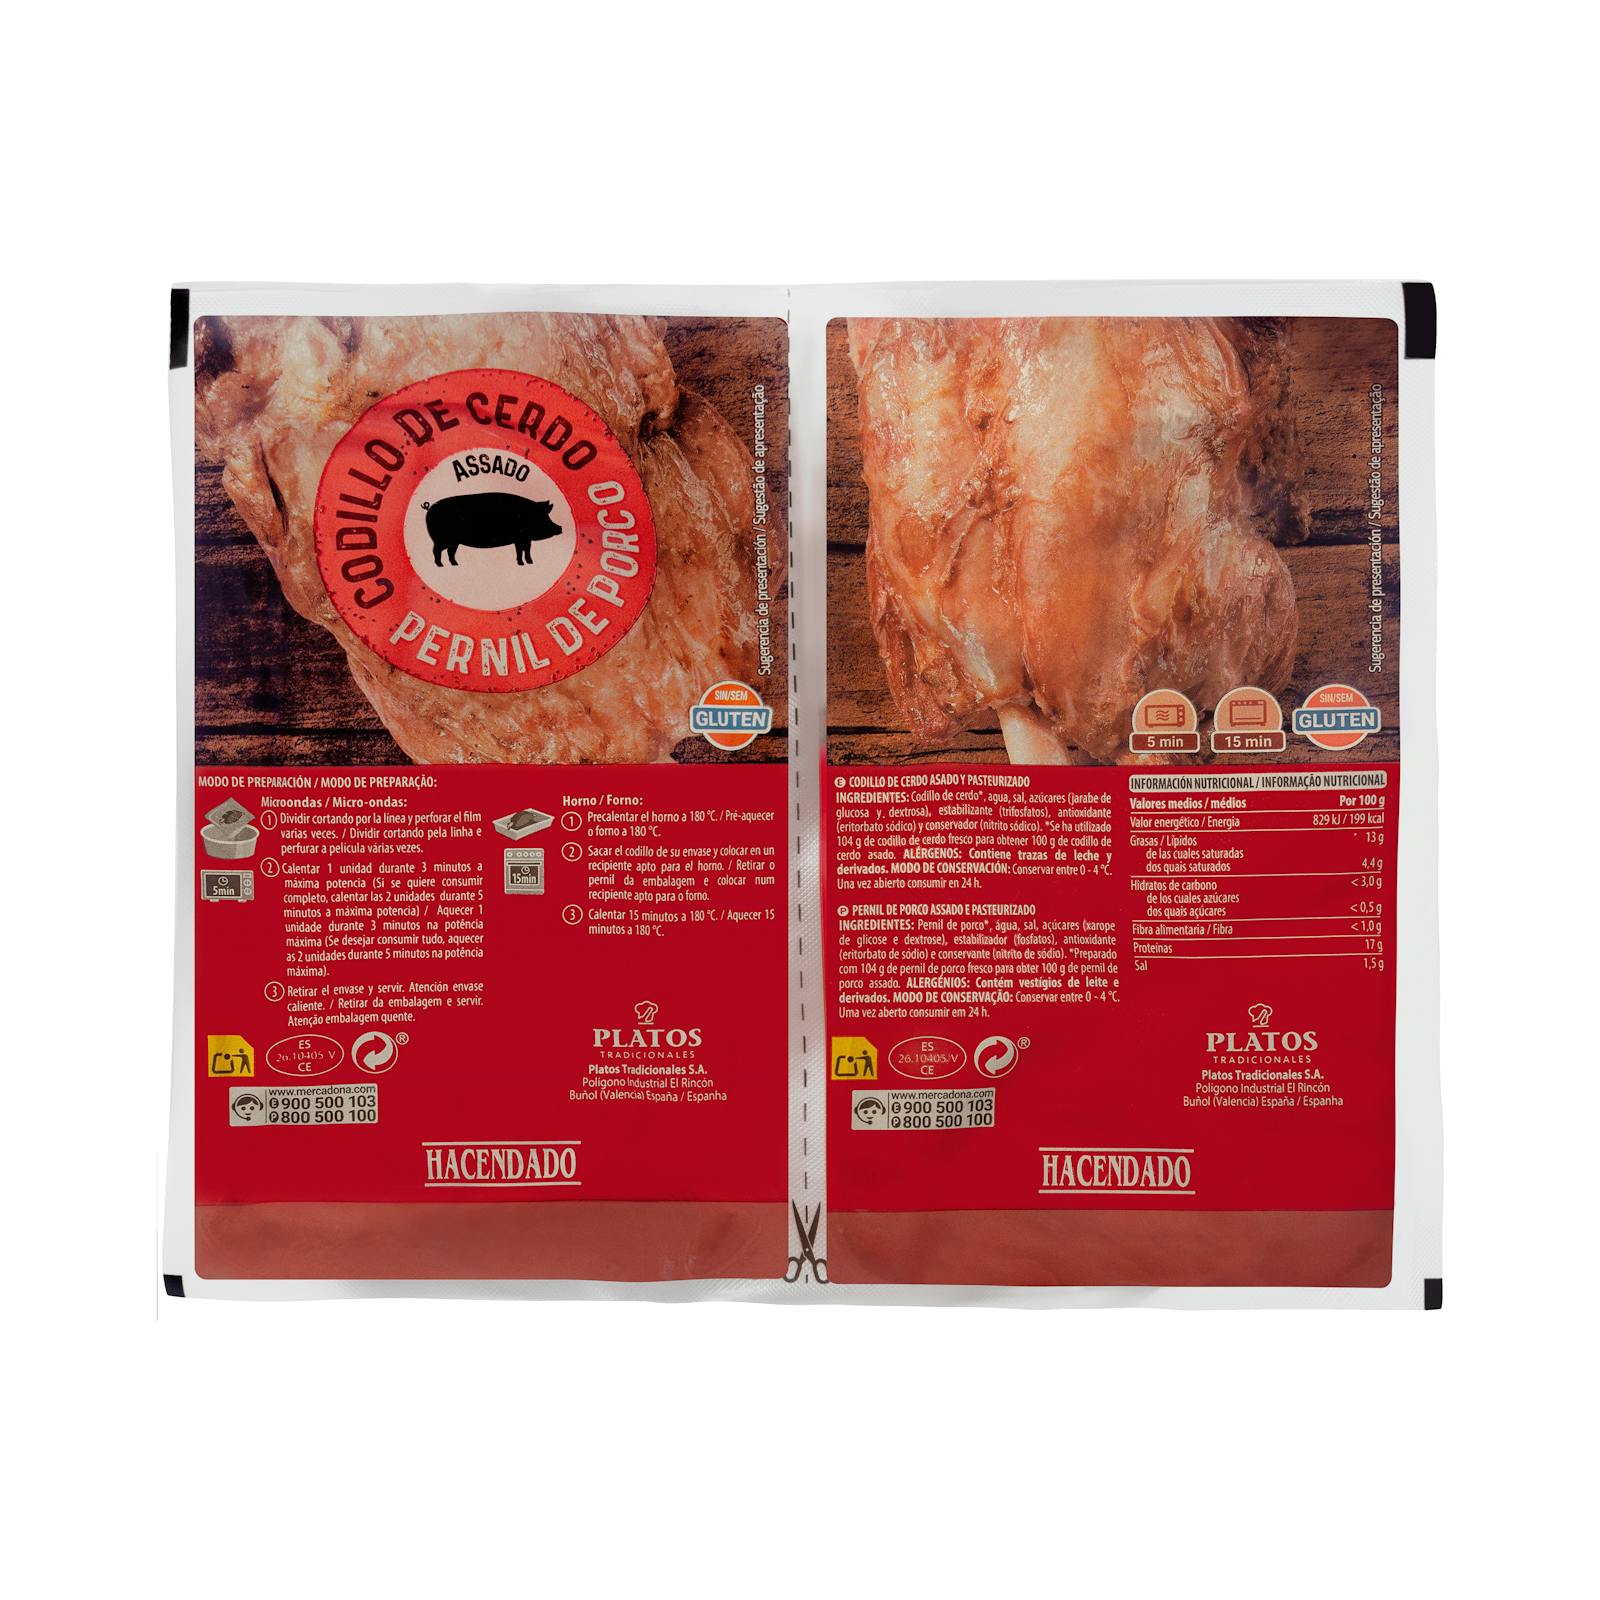 CODILLO DE CERDO
ASSADO
PERNIL DE PORCO
Sugerencia de presentación / Sugestão de apresentação
SIN/SEM
GLUTEN
MODO DE PREPARACIÓN / MODO DE PREPARAÇÃO:
Microondas / Micro-ondas:
1 Dividir cortando por la línea y perforar el film
varias veces. / Dividir cortando pela linha e
perfurar a película várias vezes.
2 Calentar 1 unidad durante 3 minutos a
máxima potencia (Si se quiere consumir
completo, calentar las 2 unidades durante 5
minutos a máxima potencia) / Aquecer 1
unidade durante 3 minutos na potência
máxima (Se desejar consumir tudo, aquecer
as 2 unidades durante 5 minutos na potência
máxima).
3 Retirar el envase y servir. Atención envase
caliente. / Retirar da embalagem e servir.
Atenção embalagem quente.
5min
Horno / Forno:
1 Precalentar el horno a 180 °C. / Pré-aquecer
o forno a 180 °C.
2 Sacar el codillo de su envase y colocar en un
recipiente apto para el horno. / Retirar o
pernil da embalagem e colocar num
recipiente apto para o forno.
3 Calentar 15 minutos a 180 °C. / Aquecer 15
minutos a 180 °C.
15min
ES
26.10405 V
CE
®
www.mercadona.com
E 900 500 103
P 800 500 100
PLATOS
TRADICIONALES
Platos Tradicionales S.A.
Polígono Industrial El Rincón
Buñol (Valencia) España / Espanha
HACENDADO
Sugerencia de presentación / Sugestão de apresentação
5 min
15 min
SIN/SEM
GLUTEN
E CODILLO DE CERDO ASADO Y PASTEURIZADO
INGREDIENTES: Codillo de cerdo*, agua, sal, azúcares (jarabe de
glucosa y dextrosa), estabilizante (trifosfatos), antioxidante
(eritorbato sódico) y conservador (nitrito sódico). *Se ha utilizado
104 g de codillo de cerdo fresco para obtener 100 g de codillo de
cerdo asado. ALÉRGENOS: Contiene trazas de leche y
derivados. MODO DE CONSERVACIÓN: Conservar entre 0 - 4 °C.
Una vez abierto consumir en 24 h.
P PERNIL DE PORCO ASSADO E PASTEURIZADO
INGREDIENTES: Pernil de porco*, água, sal, açúcares (xarope
de glicose e dextrose), estabilizador (fosfatos), antioxidante
(eritorbato de sódio) e conservante (nitrito de sódio). *Preparado
com 104 g de pernil de porco fresco para obter 100 g de pernil de
porco assado. ALERGÉNIOS: Contém vestígios de leite e
derivados. MODO DE CONSERVAÇÃO: Conservar entre 0 - 4 °C.
Uma vez aberto consumir em 24 h.
INFORMACIÓN NUTRICIONAL / INFORMAÇÃO NUTRICIONAL
Valores medios / médios Por 100 g
Valor energético / Energia 829 kJ / 199 kcal
Grasas / Lípidos 13 g
de las cuales saturadas
dos quais saturados 4,4 g
Hidratos de carbono < 3,0 g
de los cuales azúcares
dos quais açúcares < 0,5 g
Fibra alimentaria / Fibra < 1,0 g
Proteínas 17 g
Sal 1,5 g
ES
26.10405/V
CE
®
www.mercadona.com
E 900 500 103
P 800 500 100
PLATOS
TRADICIONALES
Platos Tradicionales S.A.
Polígono Industrial El Rincón
Buñol (Valencia) España / Espanha
HACENDADO